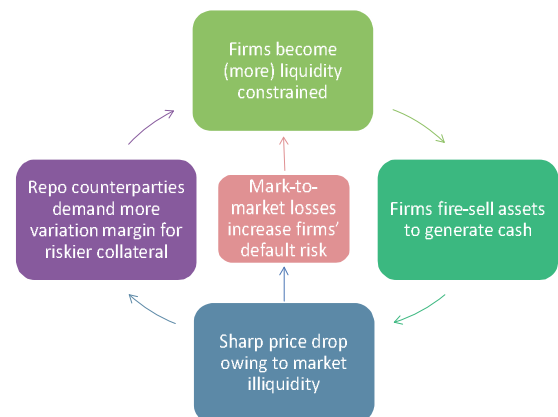 Firms become
(more) liquidity
constrained
Repo counterparties
demand more
variation margin for
riskier collateral
Mark-to-
market losses
increase firms'
default risk
Firms fire-sell assets
to generate cash
Sharp price drop
owing to market
illiquidity